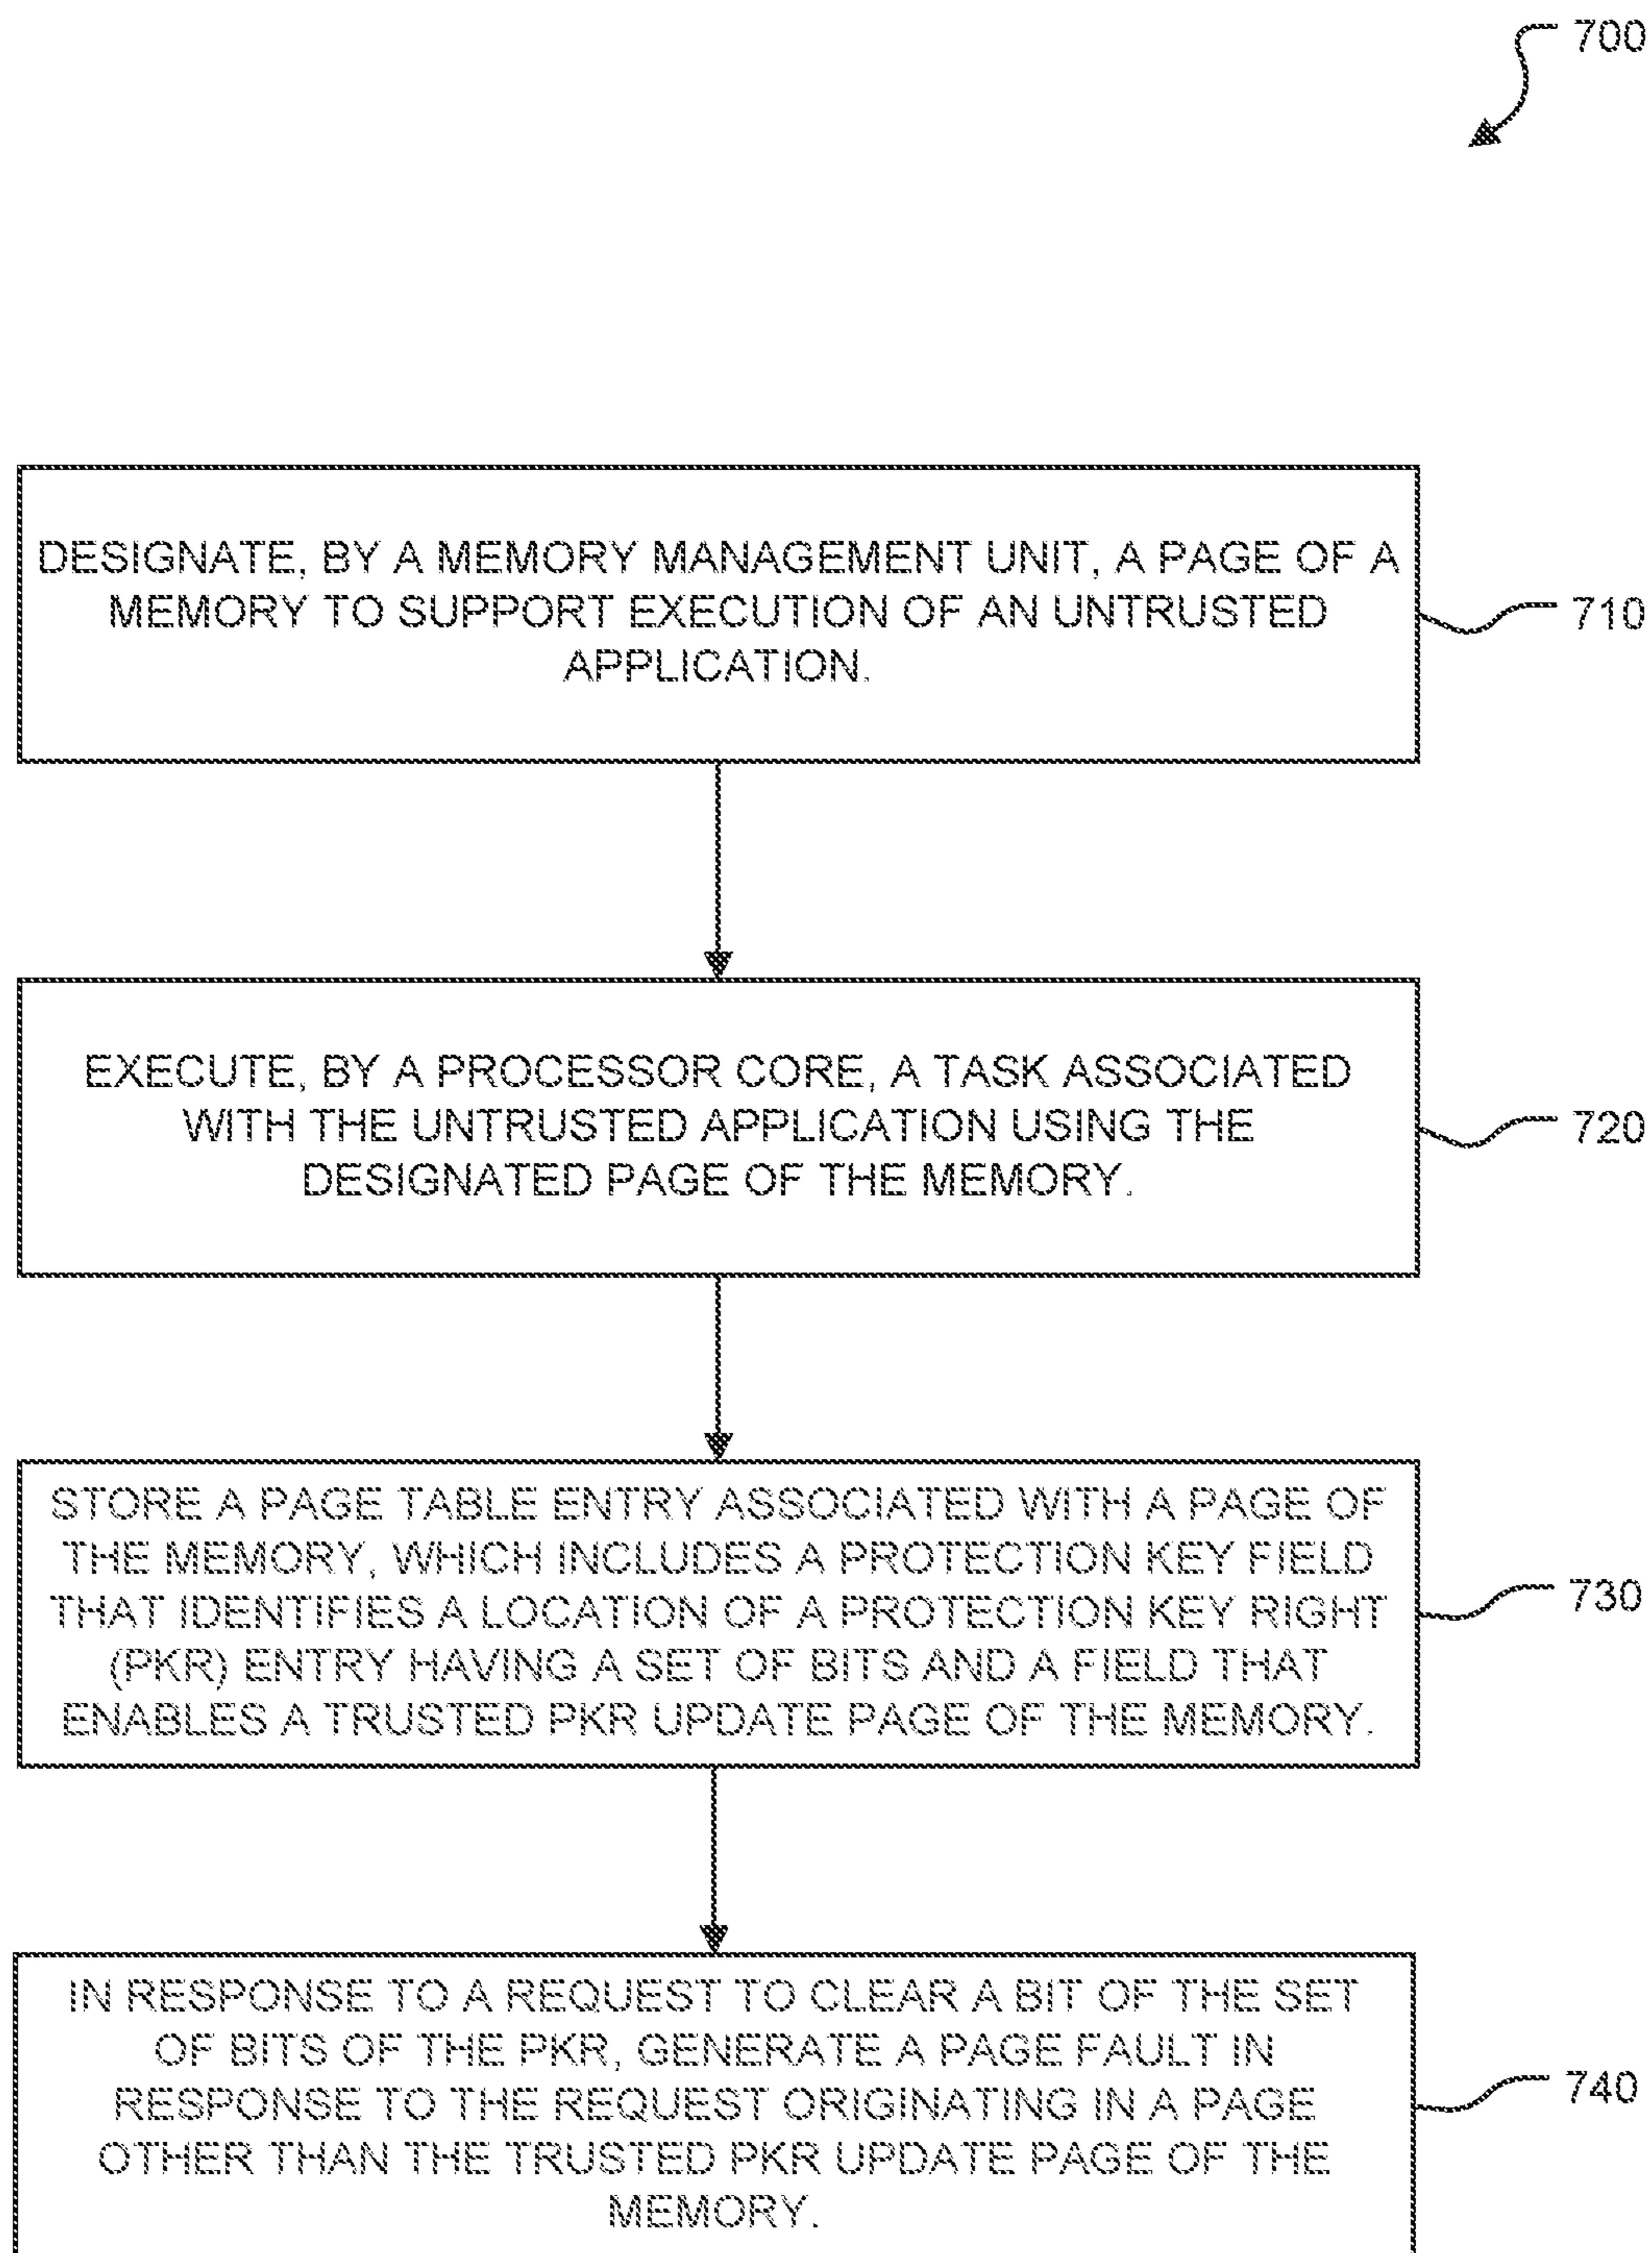 700
DESIGNATE, BY A MEMORY MANAGEMENT UNIT, A PAGE OF A
MEMORY TO SUPPORT EXECUTION OF AN UNTRUSTED
APPLICATION.
710
EXECUTE, BY A PROCESSOR CORE, A TASK ASSOCIATED
WITH THE UNTRUSTED APPLICATION USING THE
DESIGNATED PAGE OF THE MEMORY.
720
STORE A PAGE TABLE ENTRY ASSOCIATED WITH A PAGE OF
THE MEMORY, WHICH INCLUDES A PROTECTION KEY FIELD
THAT IDENTIFIES A LOCATION OF A PROTECTION KEY RIGHT
(PKR) ENTRY HAVING A SET OF BITS AND A FIELD THAT
ENABLES A TRUSTED PKR UPDATE PAGE OF THE MEMORY.
730
IN RESPONSE TO A REQUEST TO CLEAR A BIT OF THE SET
OF BITS OF THE PKR, GENERATE A PAGE FAULT IN
RESPONSE TO THE REQUEST ORIGINATING IN A PAGE
OTHER THAN THE TRUSTED PKR UPDATE PAGE OF THE
MEMORY.
740